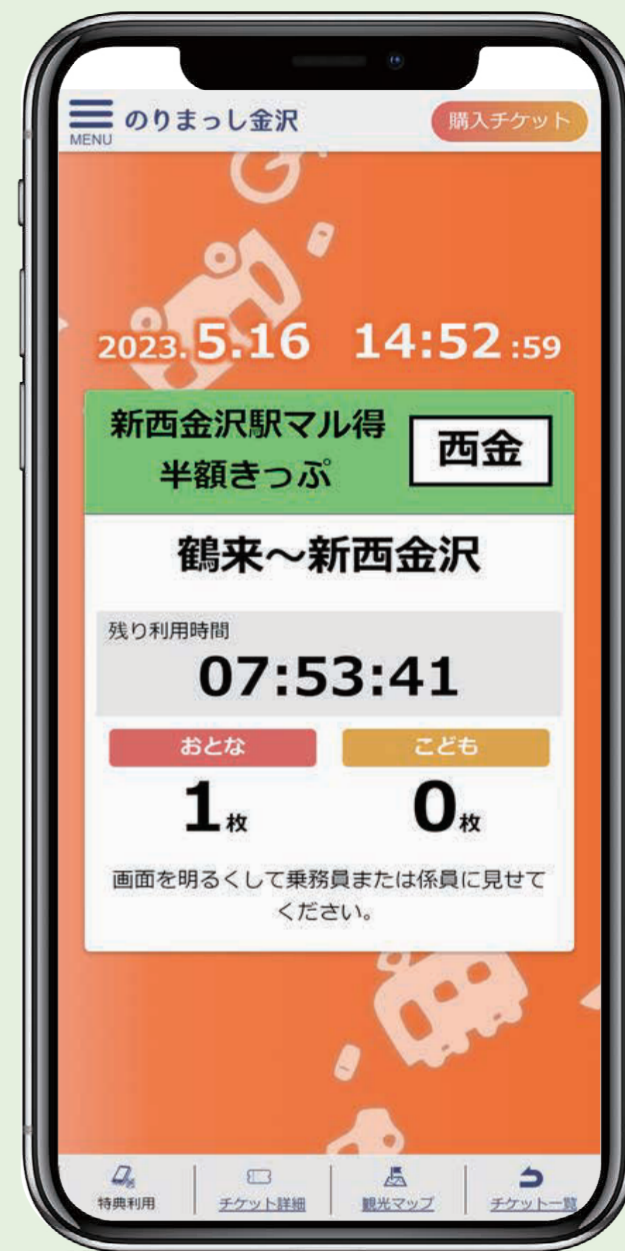 MENU
のりまっし金沢
購入チケット
2023.5.16 14:52:59
新西金沢駅マル得
半額きっぷ
西金
鶴来～新西金沢
残り利用時間
07:53:41
おとな
こども
1枚
0枚
画面を明るくして乗務員または係員に見せて
ください。
特典利用
チケット詳細
観光マップ
チケット一覧